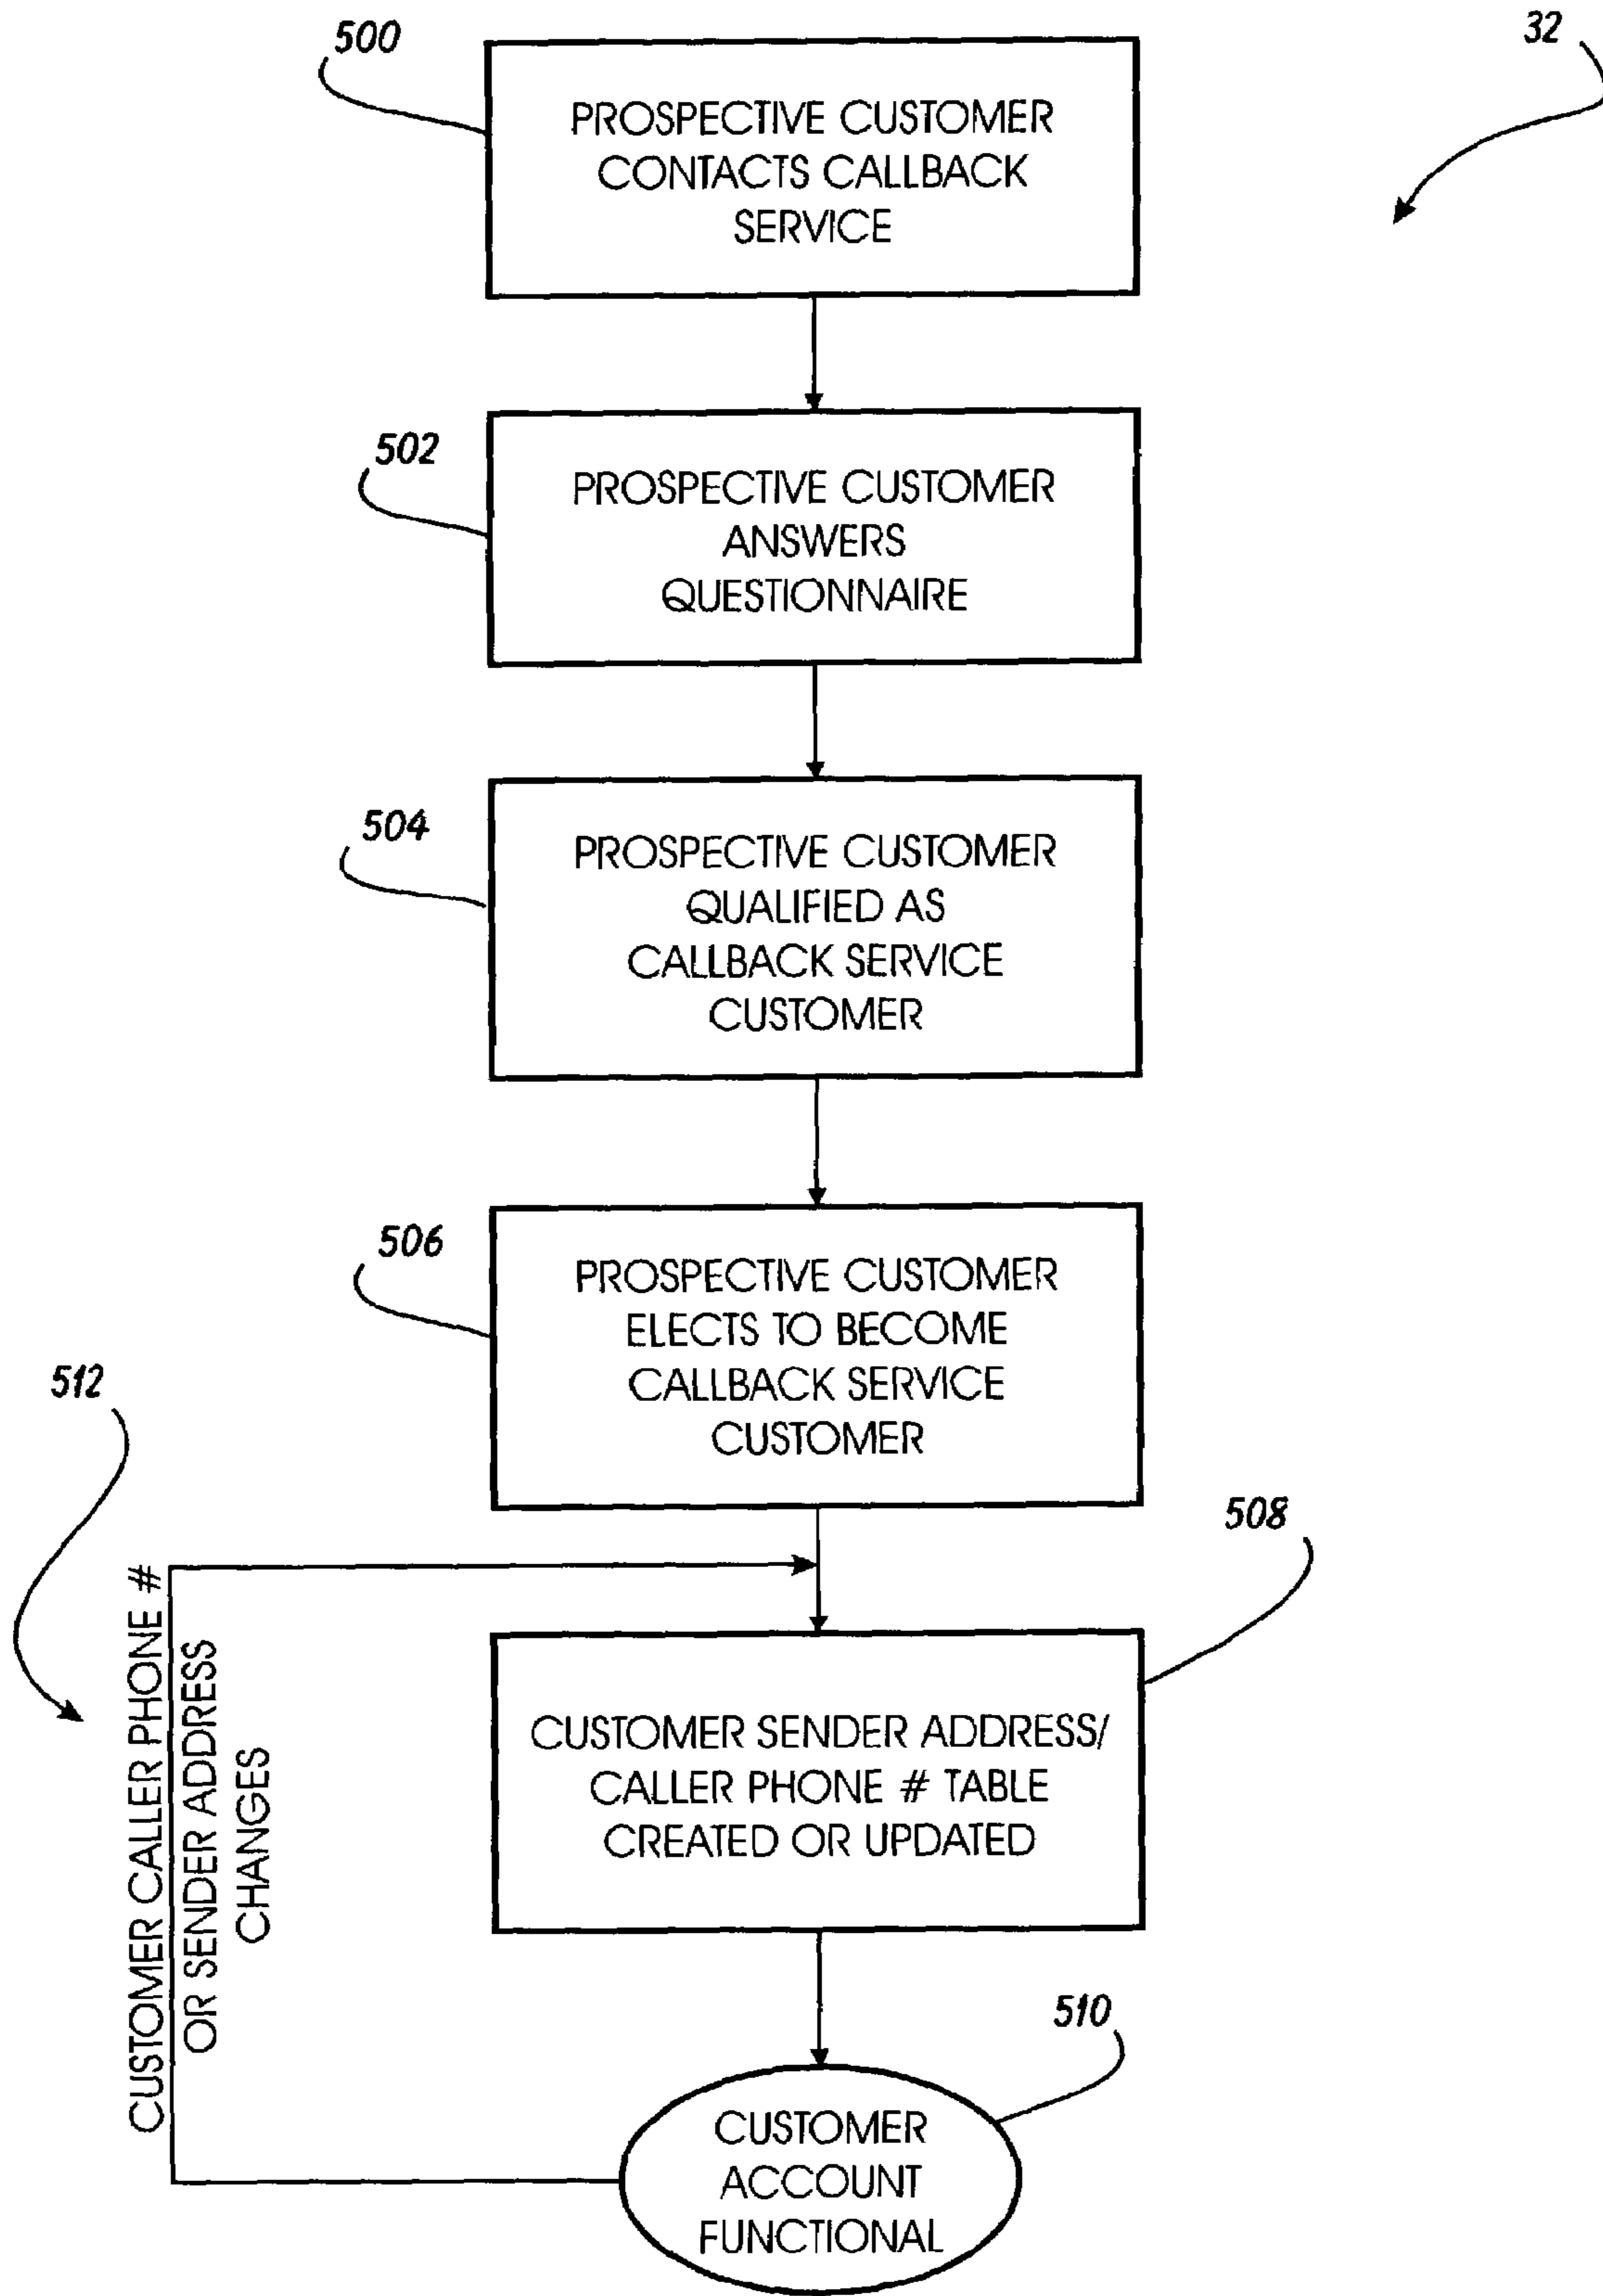 500
32
PROSPECTIVE CUSTOMER
CONTACTS CALLBACK
SERVICE
502
PROSPECTIVE CUSTOMER
ANSWERS
QUESTIONNAIRE
504
PROSPECTIVE CUSTOMER
QUALIFIED AS
CALLBACK SERVICE
CUSTOMER
506
PROSPECTIVE CUSTOMER
ELECTS TO BECOME
CALLBACK SERVICE
CUSTOMER
512
508
CUSTOMER CALLER PHONE #
OR SENDER ADDRESS
CHANGES
CUSTOMER SENDER ADDRESS/
CALLER PHONE # TABLE
CREATED OR UPDATED
510
CUSTOMER
ACCOUNT
FUNCTIONAL